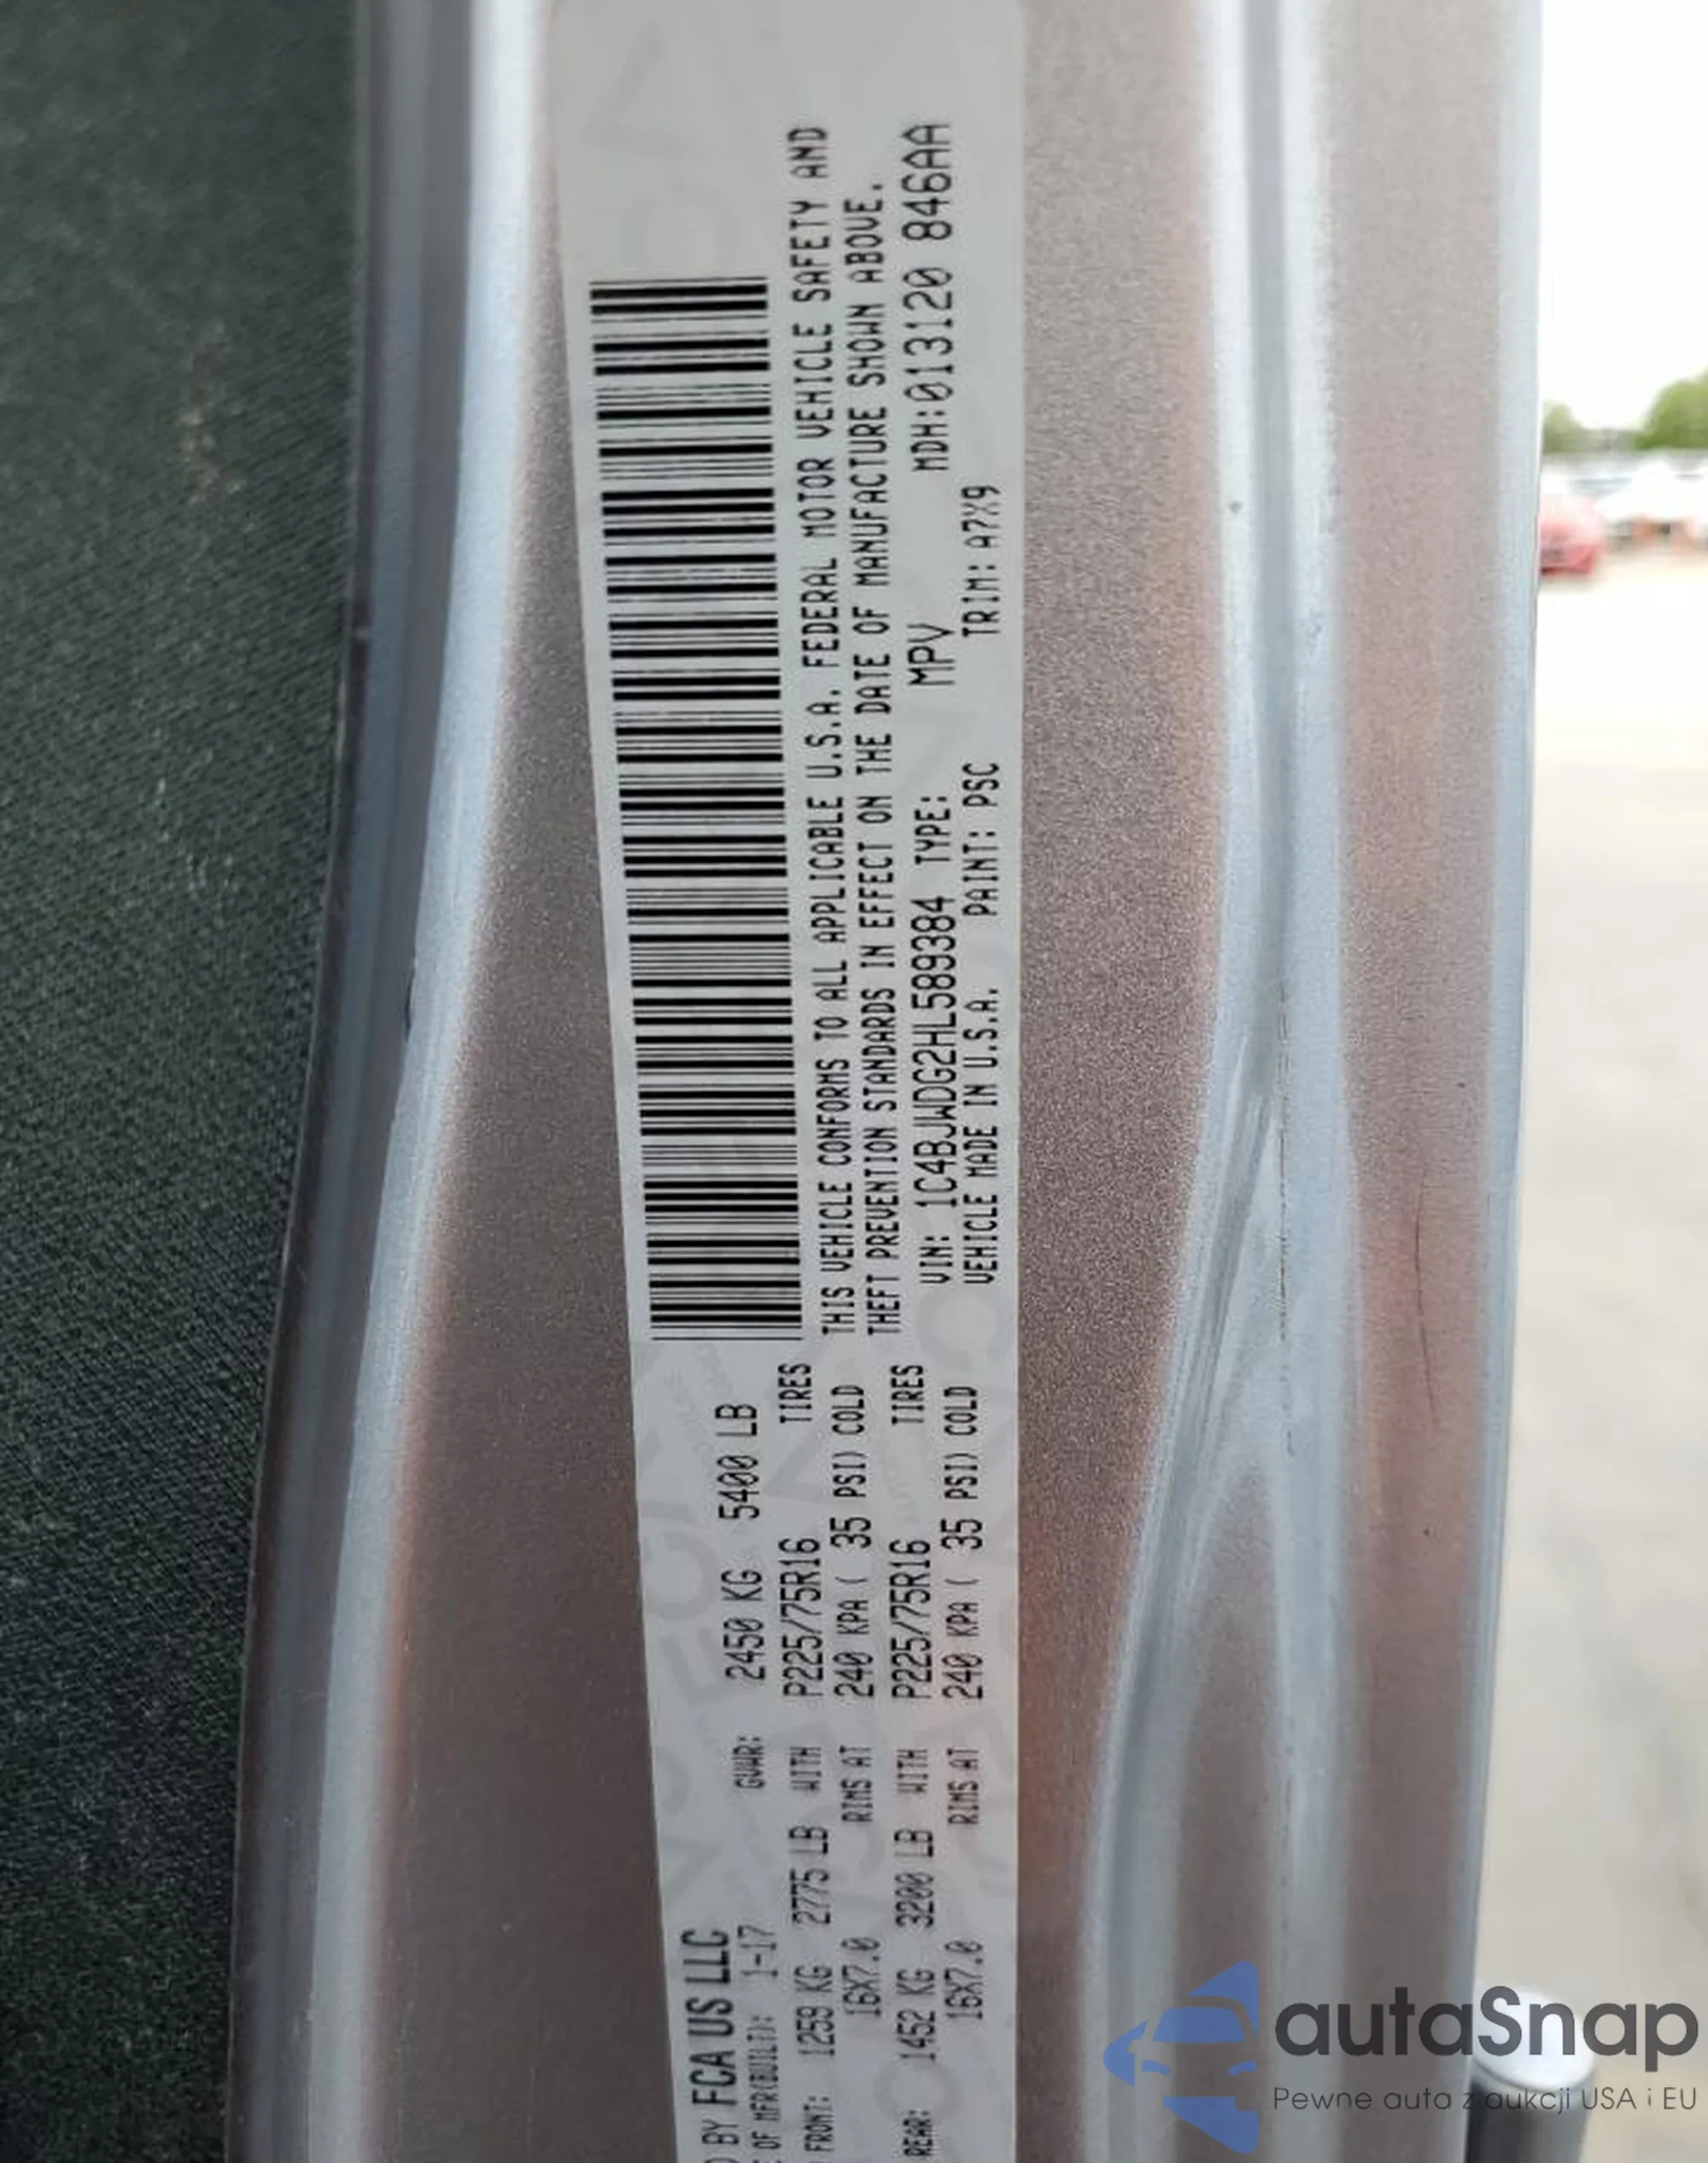 D BY FCA US LLC
E OF MFR(BUILT): 1-17 GVWR: 2450 KG 5400 LB
FRONT: 1259 KG 2775 LB WITH P225/75R16 TIRES
16X7.0 RIMS AT 240 KPA ( 35 PSI) COLD
REAR: 1452 KG 3200 LB WITH P225/75R16 TIRES
16X7.0 RIMS AT 240 KPA ( 35 PSI) COLD
THIS VEHICLE CONFORMS TO ALL APPLICABLE U.S.A. FEDERAL MOTOR VEHICLE SAFETY AND
THEFT PREVENTION STANDARDS IN EFFECT ON THE DATE OF MANUFACTURE SHOWN ABOVE.
VIN: 1C4BJWDG2HL589384 TYPE: MPV MDH:013120 846AA
VEHICLE MADE IN U.S.A. PAINT: PSC TRIM: A7X9
autaSnap
Pewne auta z aukcji USA i EU